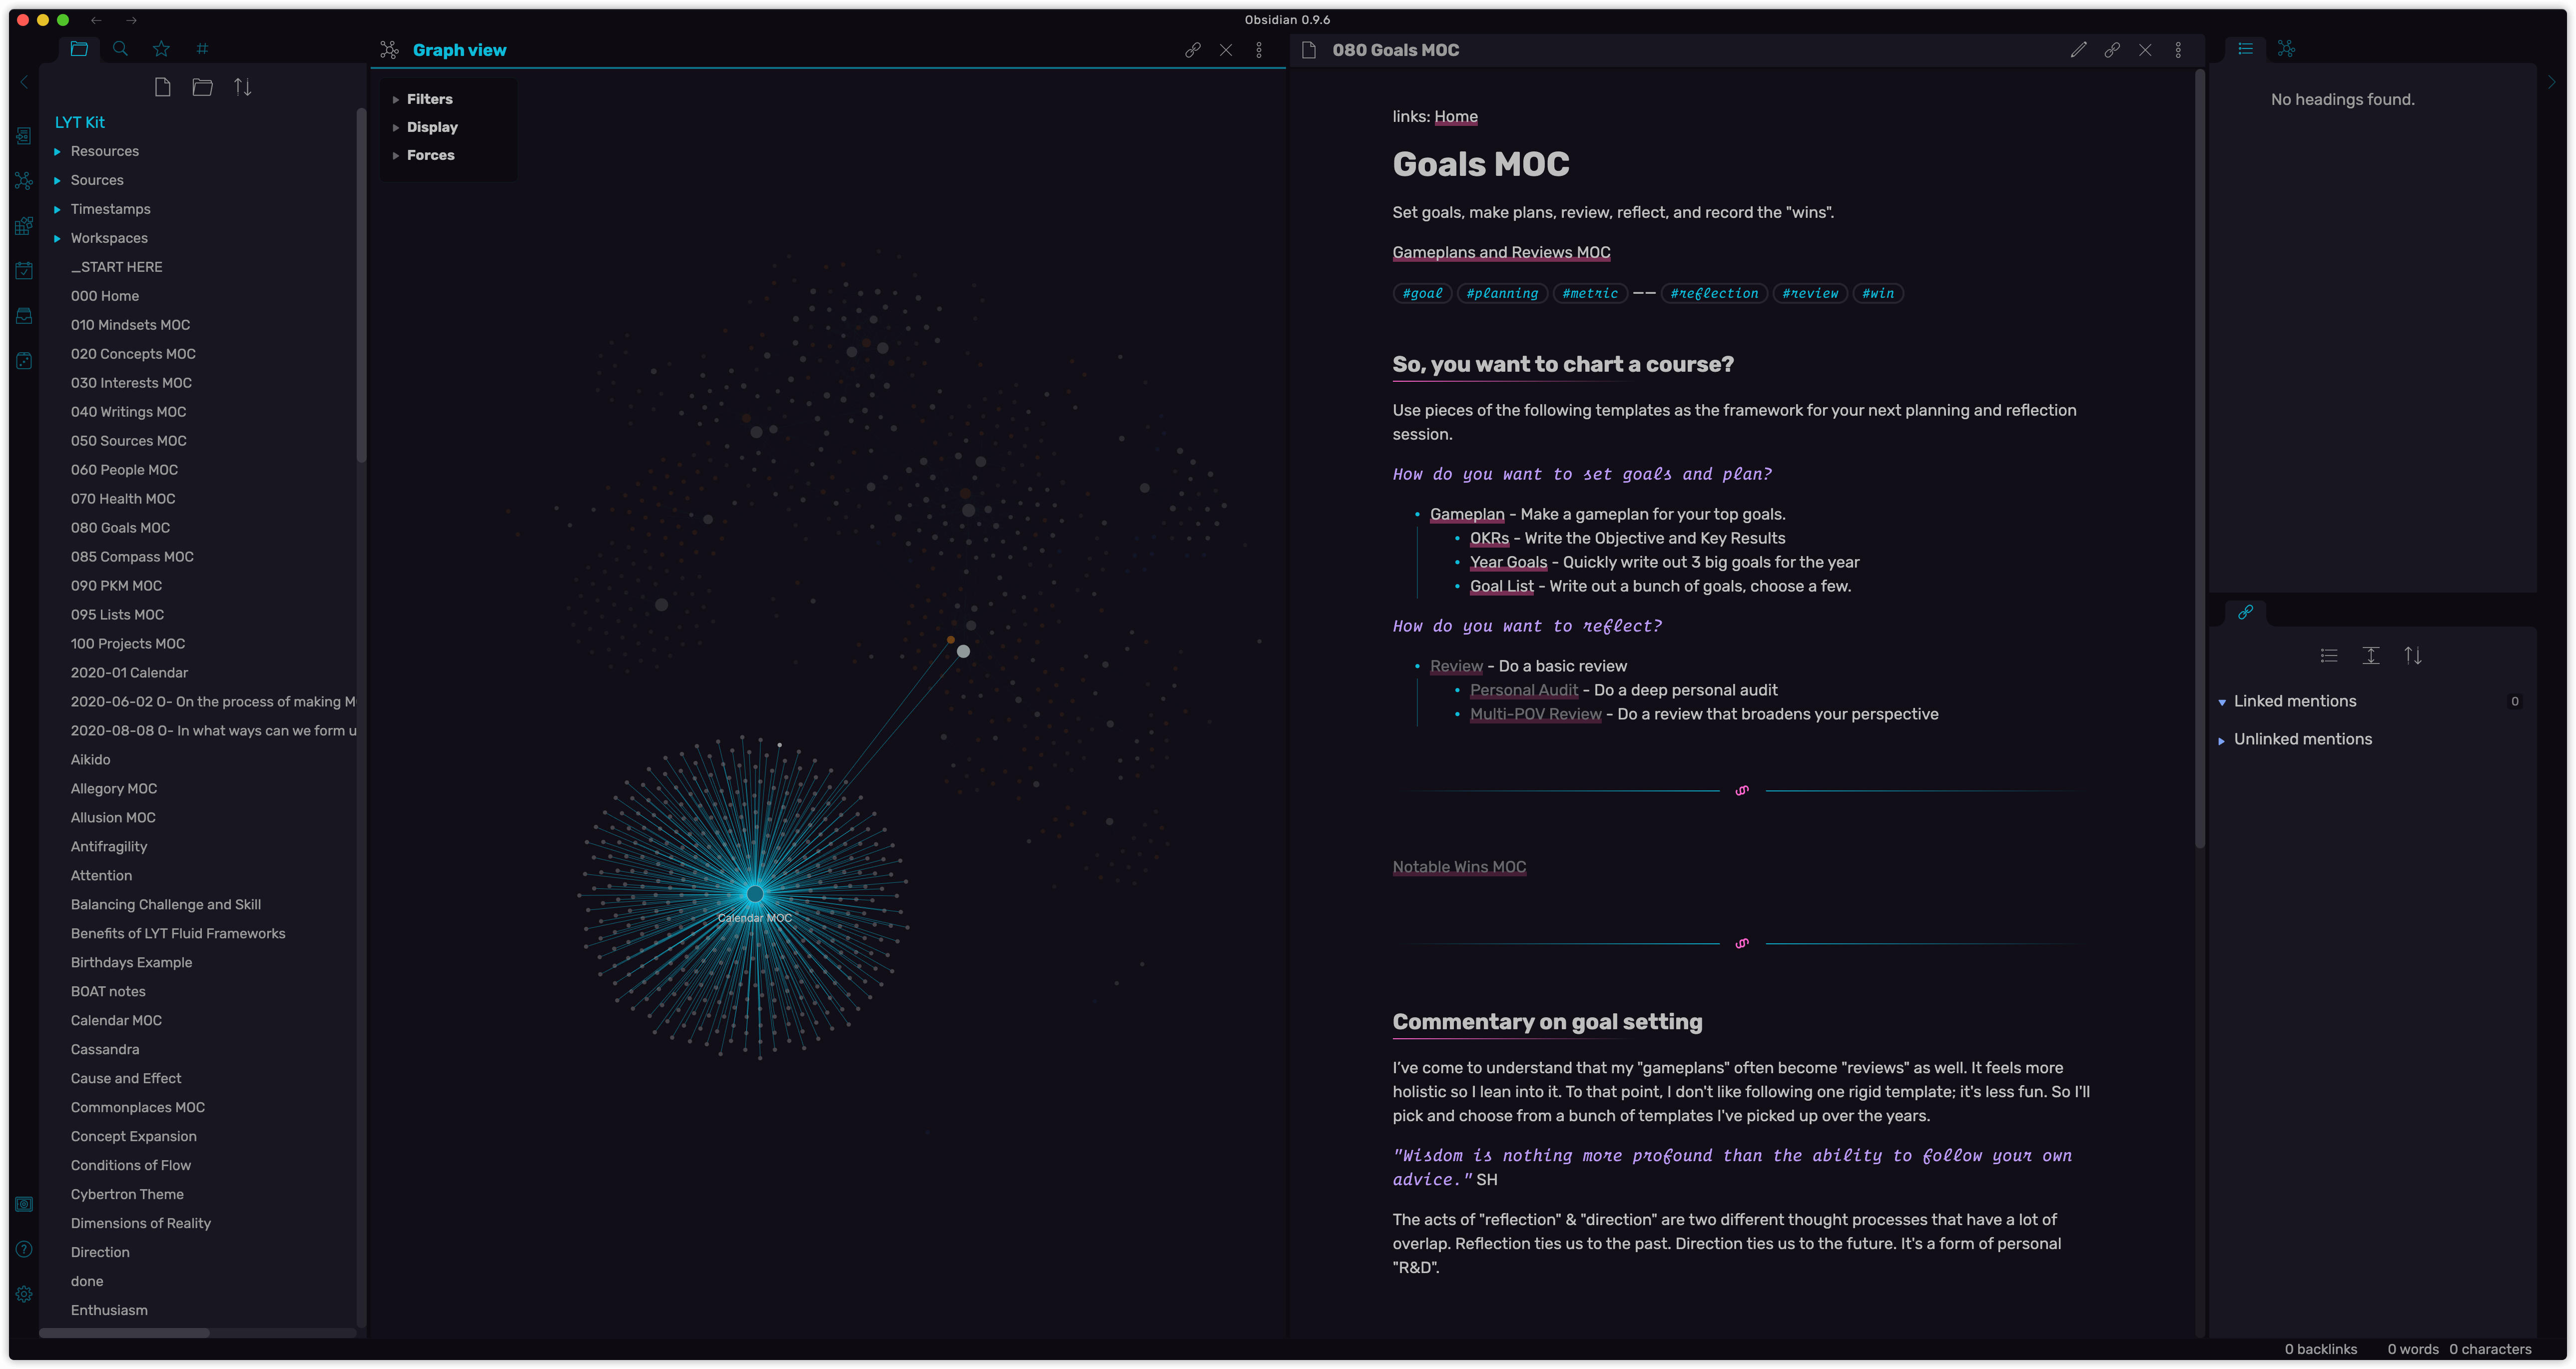 Obsidian 0.9.6
LYT Kit
Resources
Sources
Timestamps
Workspaces
_START HERE
000 Home
010 Mindsets MOC
020 Concepts MOC
030 Interests MOC
040 Writings MOC
050 Sources MOC
060 People MOC
070 Health MOC
080 Goals MOC
085 Compass MOC
090 PKM MOC
095 Lists MOC
100 Projects MOC
2020-01 Calendar
2020-06-02 O- On the process of making M
2020-08-08 O- In what ways can we form u
Aikido
Allegory MOC
Allusion MOC
Antifragility
Attention
Balancing Challenge and Skill
Benefits of LYT Fluid Frameworks
Birthdays Example
BOAT notes
Calendar MOC
Cassandra
Cause and Effect
Commonplaces MOC
Concept Expansion
Conditions of Flow
Cybertron Theme
Dimensions of Reality
Direction
done
Enthusiasm
Graph view
Filters
Display
Forces
Calendar MOC
080 Goals MOC
links: Home
Goals MOC
Set goals, make plans, review, reflect, and record the "wins".
Gameplans and Reviews MOC
#goal #planning #metric —— #reflection #review #win
So, you want to chart a course?
Use pieces of the following templates as the framework for your next planning and reflection
session.
How do you want to set goals and plan?
• Gameplan - Make a gameplan for your top goals.
• OKRs - Write the Objective and Key Results
• Year Goals - Quickly write out 3 big goals for the year
• Goal List - Write out a bunch of goals, choose a few.
How do you want to reflect?
• Review - Do a basic review
• Personal Audit - Do a deep personal audit
• Multi-POV Review - Do a review that broadens your perspective
Notable Wins MOC
Commentary on goal setting
I've come to understand that my "gameplans" often become "reviews" as well. It feels more
holistic so I lean into it. To that point, I don't like following one rigid template; it's less fun. So I'll
pick and choose from a bunch of templates I've picked up over the years.
"Wisdom is nothing more profound than the ability to follow your own
advice." SH
The acts of "reflection" & "direction" are two different thought processes that have a lot of
overlap. Reflection ties us to the past. Direction ties us to the future. It's a form of personal
"R&D".
No headings found.
Linked mentions 0
Unlinked mentions
0 backlinks 0 words 0 characters